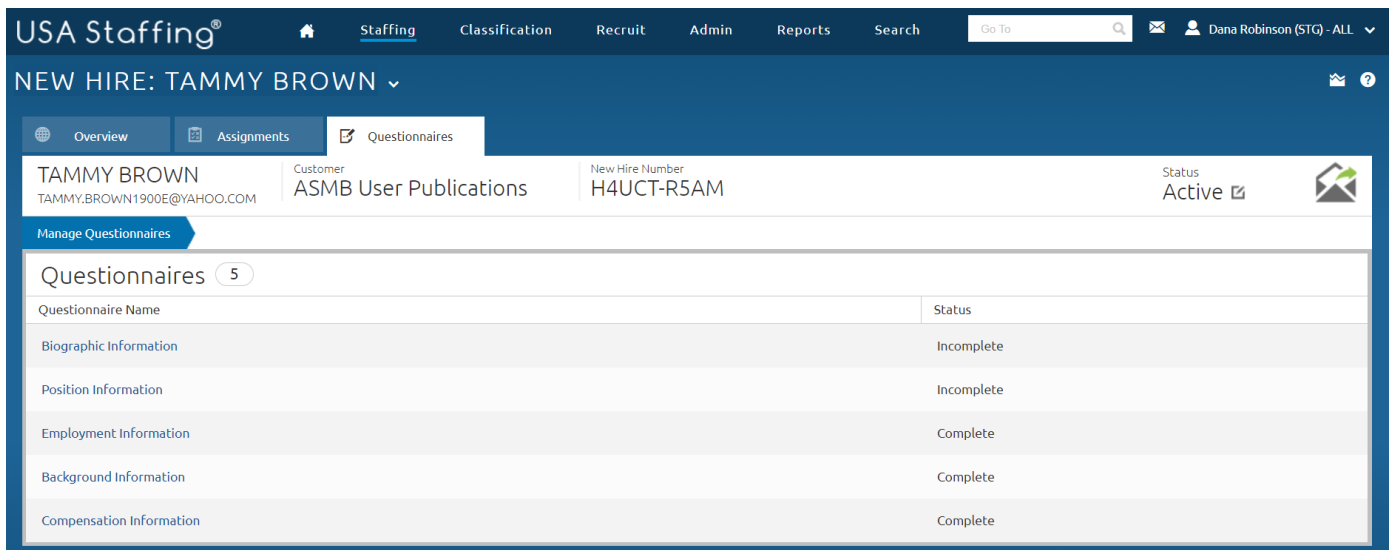 USA Staffing® Staffing Classification Recruit Admin Reports Search Go To Dana Robinson (STG) - ALL
NEW HIRE: TAMMY BROWN
Overview Assignments Questionnaires
TAMMY BROWN
TAMMY.BROWN1900E@YAHOO.COM
Customer
ASMB User Publications
New Hire Number
H4UCT-R5AM
Status
Active
Manage Questionnaires
Questionnaires 5
Questionnaire Name Status
Biographic Information Incomplete
Position Information Incomplete
Employment Information Complete
Background Information Complete
Compensation Information Complete